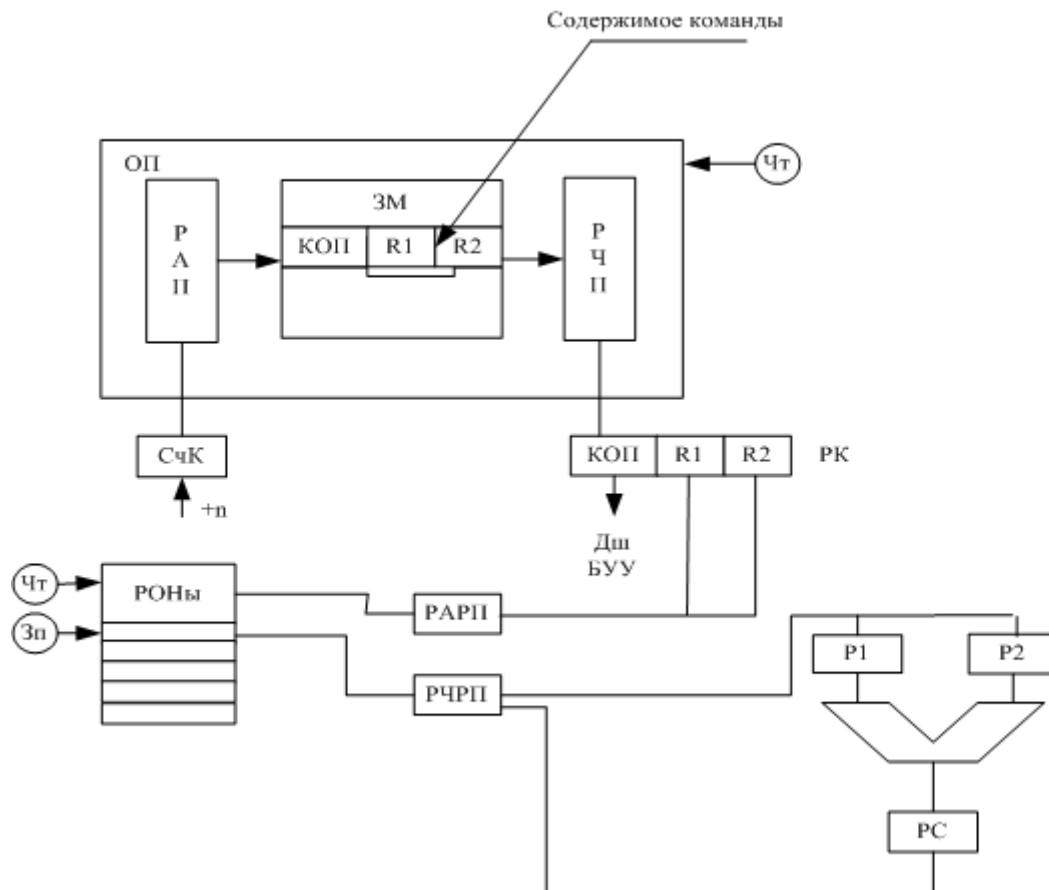 Содержимое команды
ОП
Чт
ЗМ
Р
А
П
КОП R1 R2
Р
Ч
П
СчК
КОП R1 R2 РК
+n
Дш
БУУ
Чт
РОНы
Зп
РАРП
Р1 Р2
РЧРП
РС